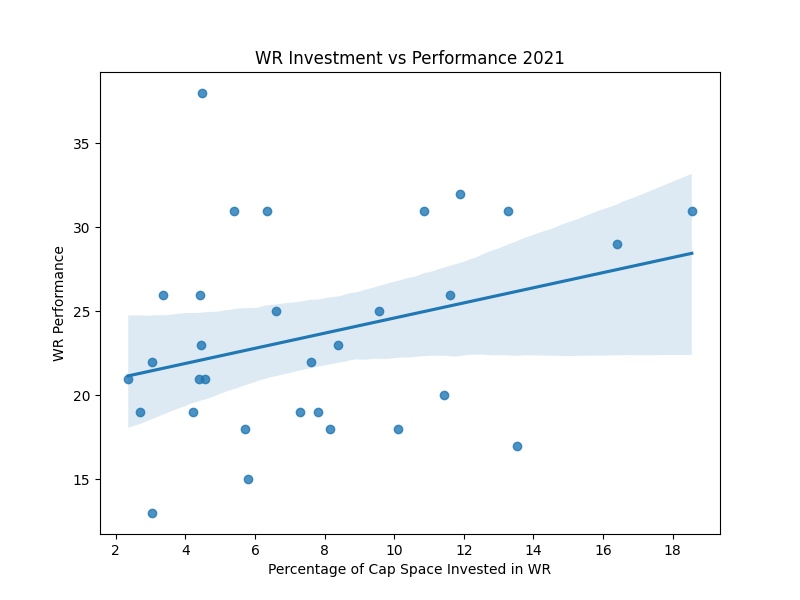 WR Investment vs Performance 2021
35
30
25
20
15
WR Performance
2 4 6 8 10 12 14 16 18
Percentage of Cap Space Invested in WR